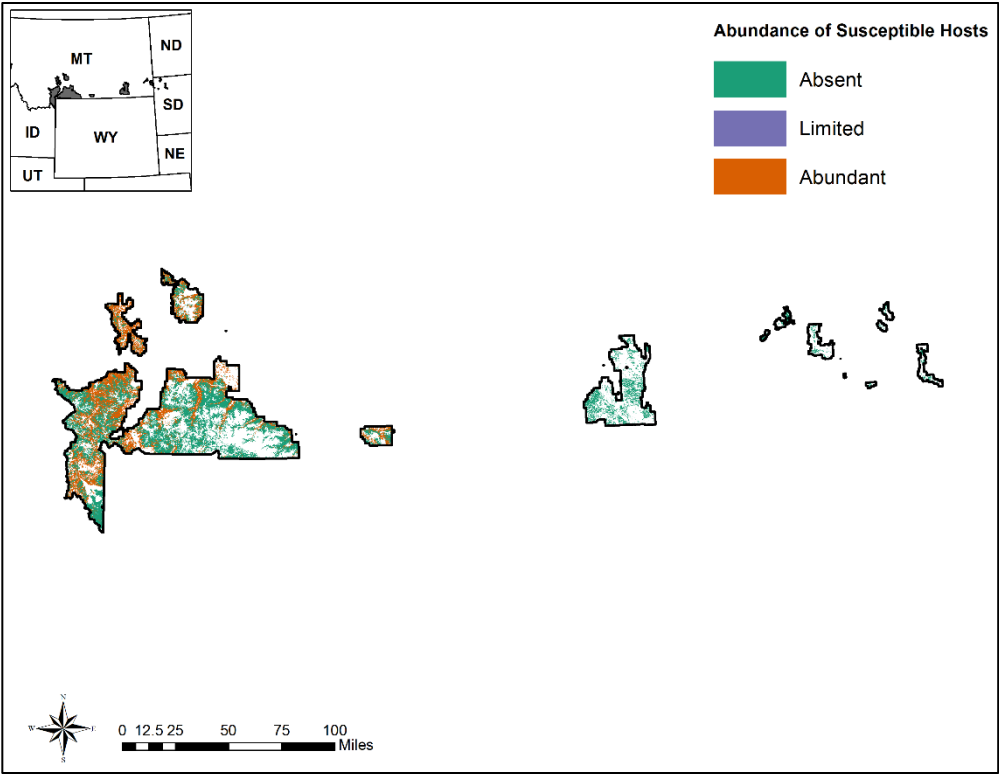 MT
ND
SD
ID
WY
NE
UT
Abundance of Susceptible Hosts
Absent
Limited
Abundant
N
W E
S
0 12.5 25 50 75 100
Miles